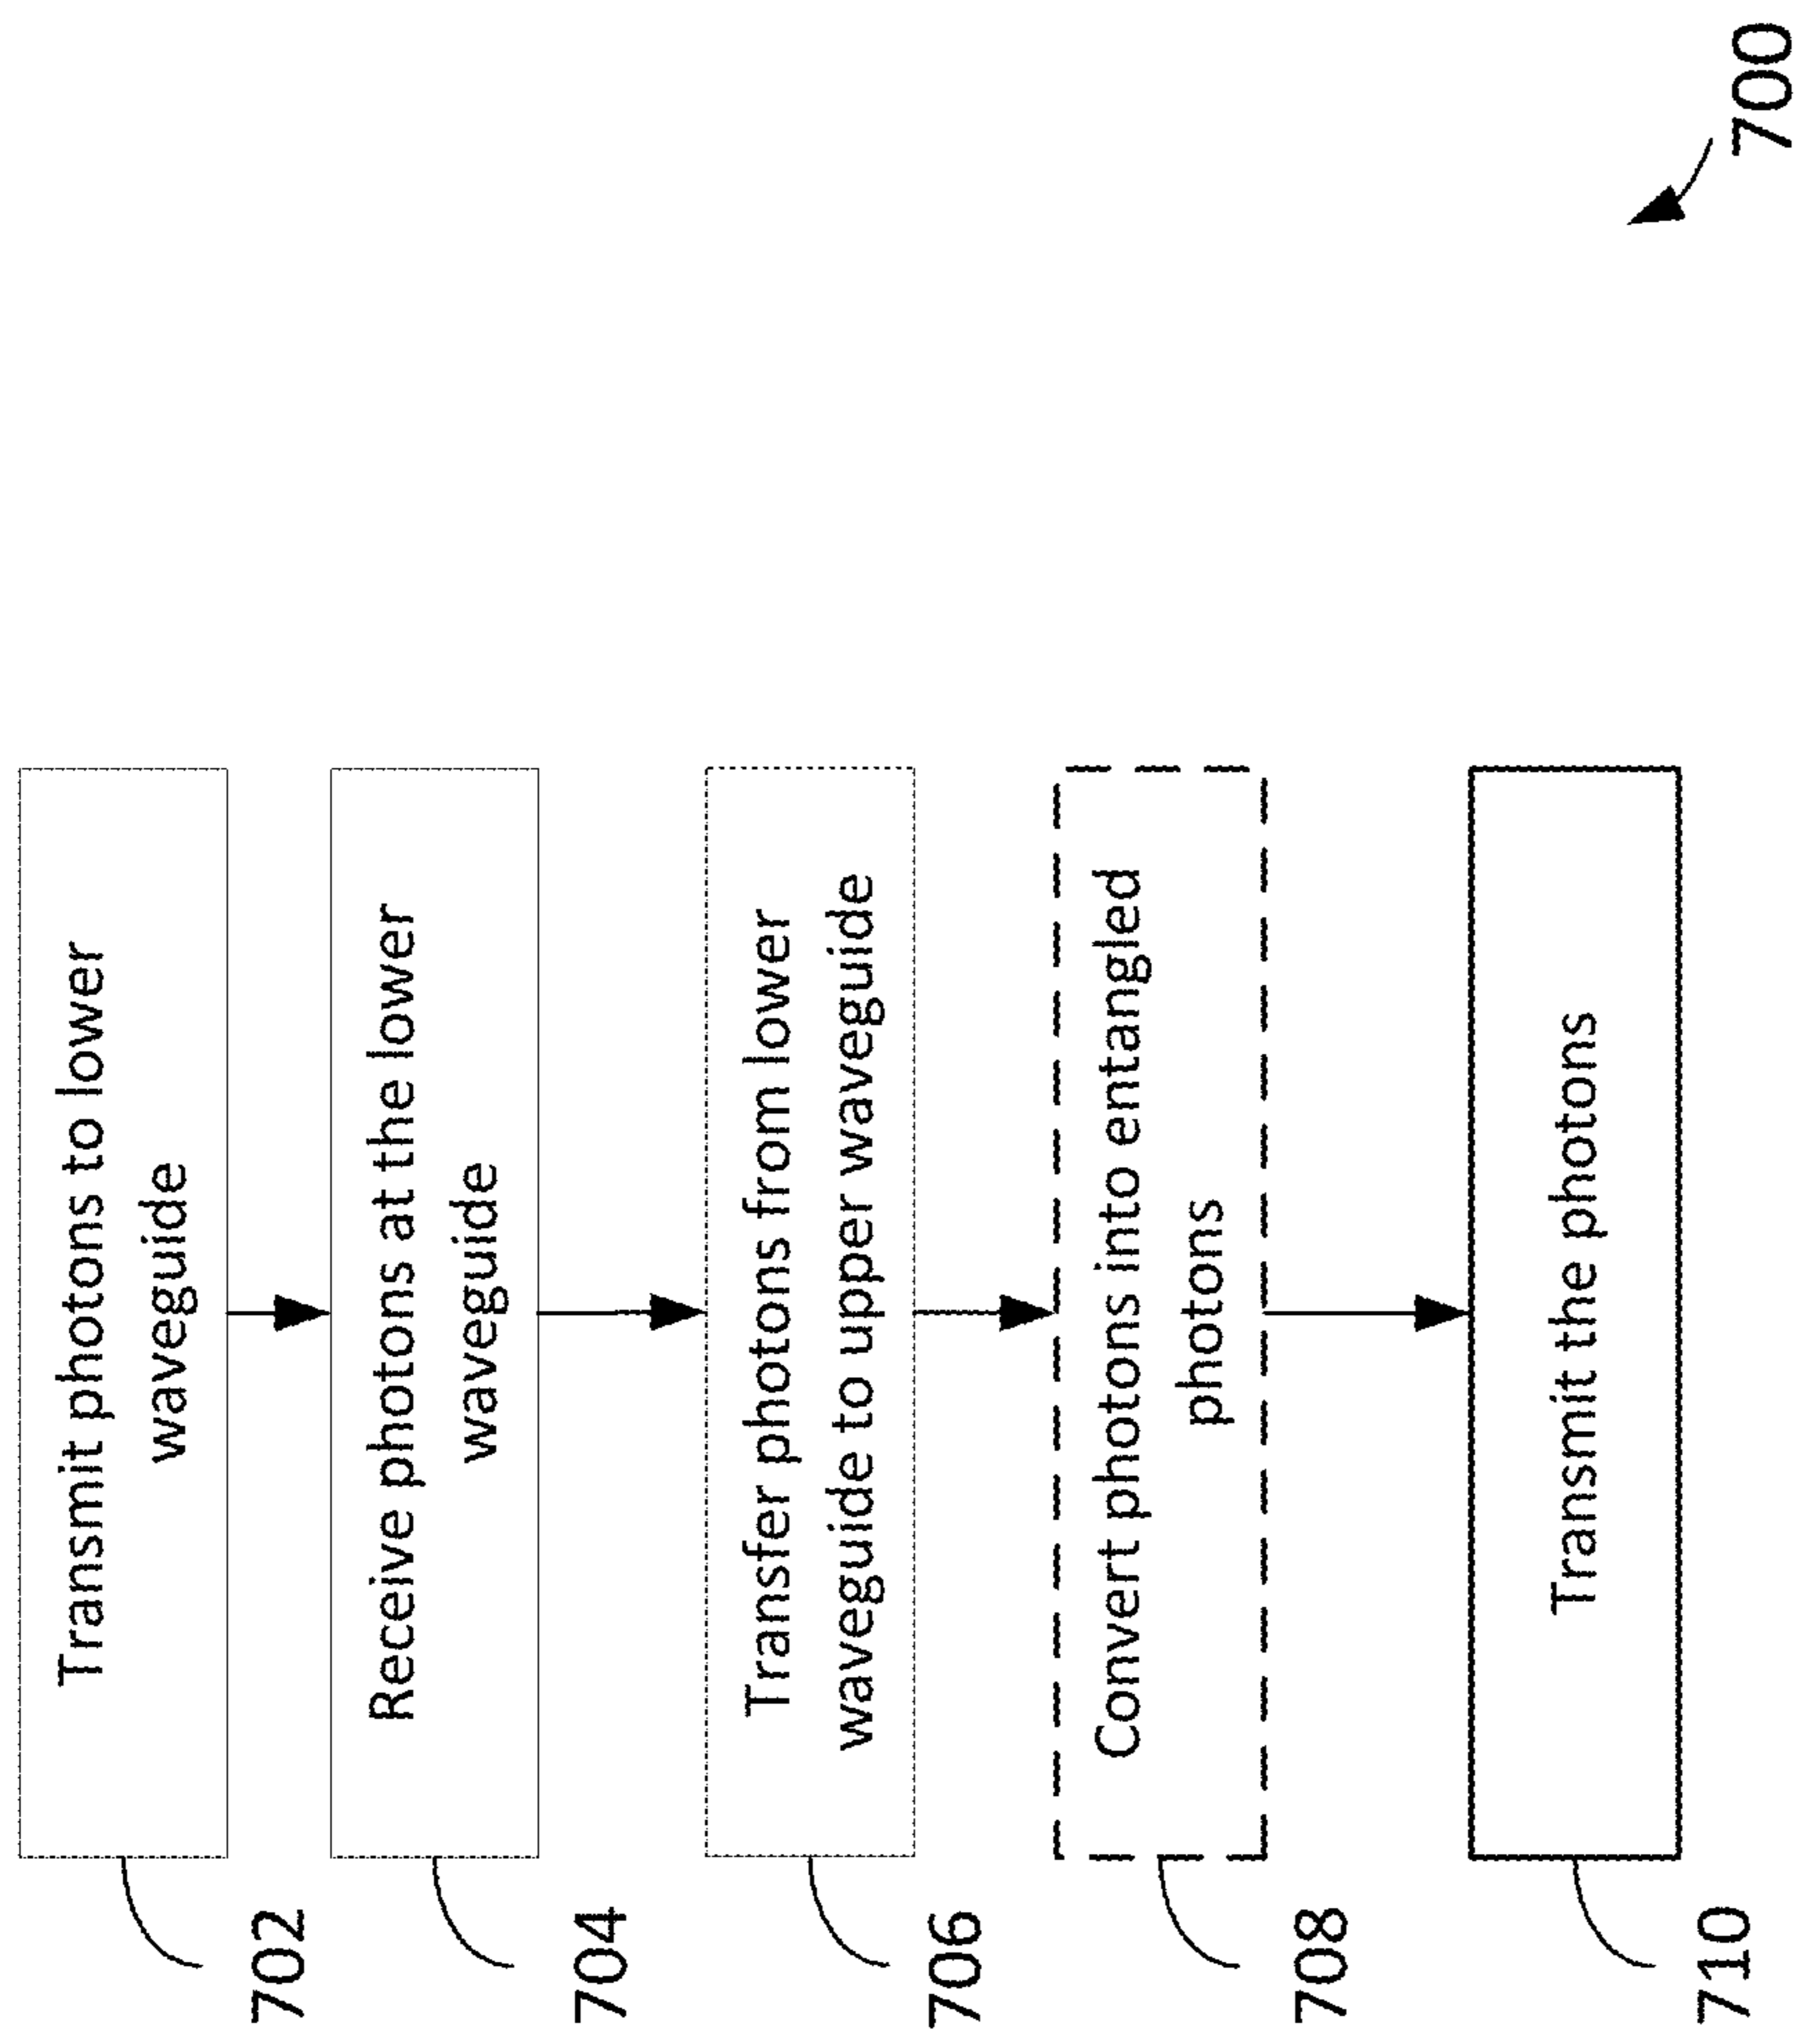 Transmit photons to lower
waveguide
702
Receive photons at the lower
waveguide
704
Transfer photons from lower
waveguide to upper waveguide
706
Convert photons into entangled
photons
708
Transmit the photons
710
700